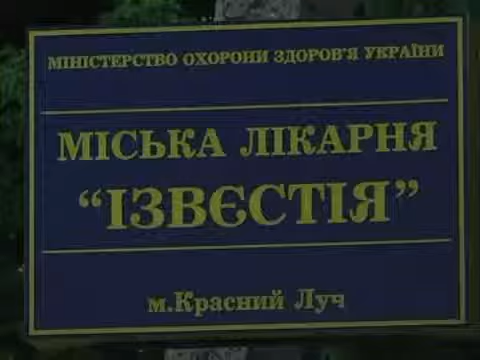 МІНІСТЕРСТВО ОХОРОНИ ЗДОРОВ'Я УКРАЇНИ
МІСЬКА ЛІКАРНЯ
“ІЗВЄСТІЯ”
м.Красний Луч